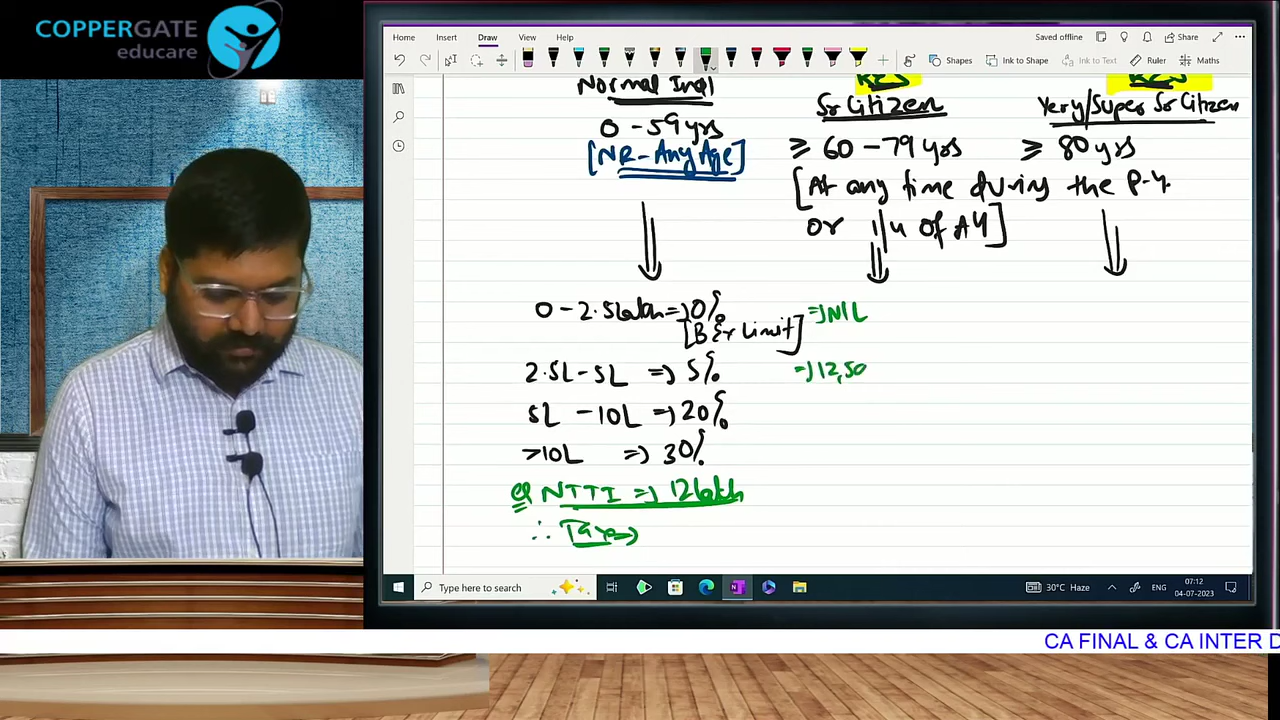 COPPERGATE
educare
Home Insert Draw View Help
Saved offline Share
Shapes Ink to Shape Ink to Text Ruler Maths
Normal Indl
0 - 59 yrs
[NR - Any Age]
RES
Sr Citizen
≥ 60 - 79 yrs
RES
Very/Super Sr Citizen
≥ 80 yrs
[At any time during the P.Y.
or 1/4 of AY]
0 - 2.5 Lakh => 0% => NIL
[B Ex Limit]
2.5L - 5L => 5% => 12,50
5L - 10L => 20%
>10L => 30%
eg NTTI => 12 Lakh
∴ Tax =>
Type here to search
30°C Haze ENG 07:12
04-07-2023
CA FINAL & CA INTER D